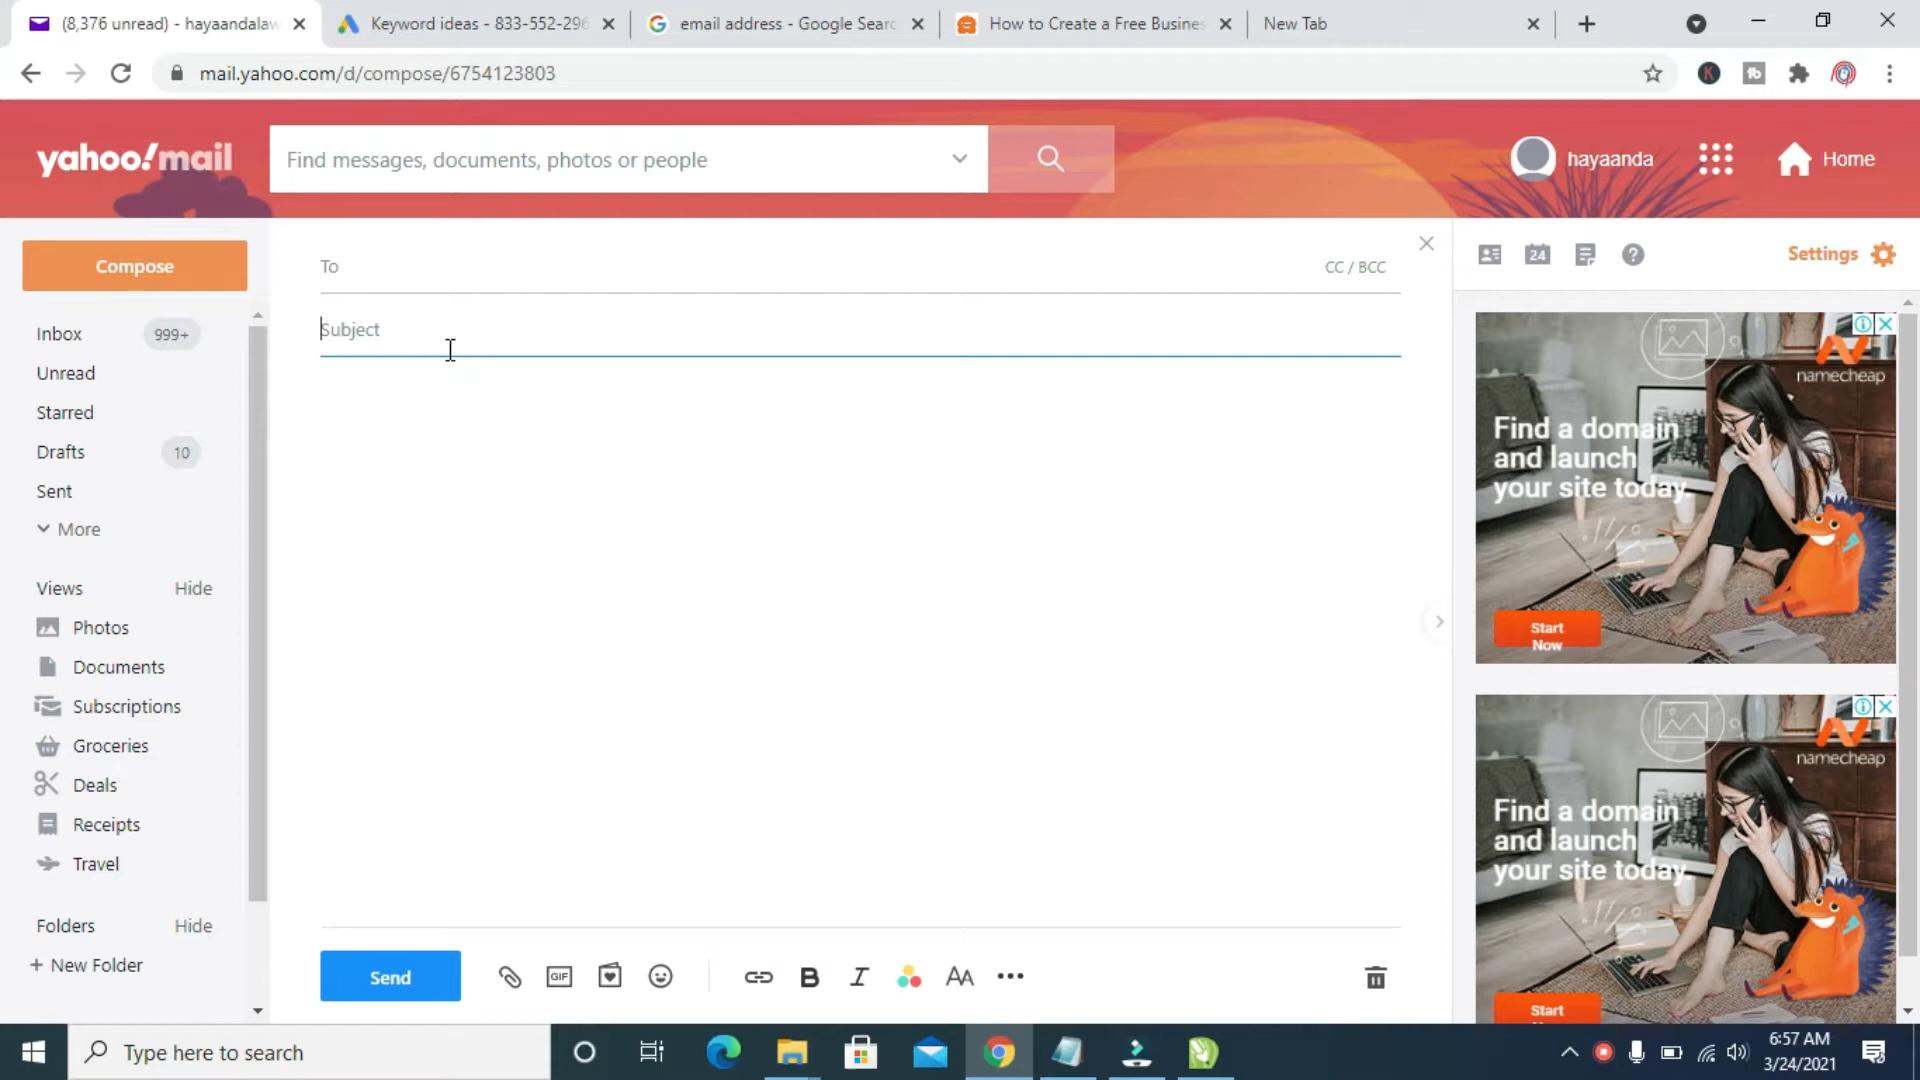 (8,376 unread) - hayaandalaw
Keyword ideas - 833-552-296
email address - Google Searc
How to Create a Free Busines
New Tab
mail.yahoo.com/d/compose/6754123803
yahoo!mail
Find messages, documents, photos or people
hayaanda
Home
Compose
To
CC / BCC
24
Settings
Subject
Inbox 999+
Unread
Starred
Drafts 10
Sent
More
Views Hide
Photos
Documents
Subscriptions
Groceries
Deals
Receipts
Travel
Folders Hide
+ New Folder
namecheap
Find a domain
and launch
your site today.
Start
Now
namecheap
Find a domain
and launch
your site today.
Start
Send
GIF
B I AA
Type here to search
6:57 AM
3/24/2021